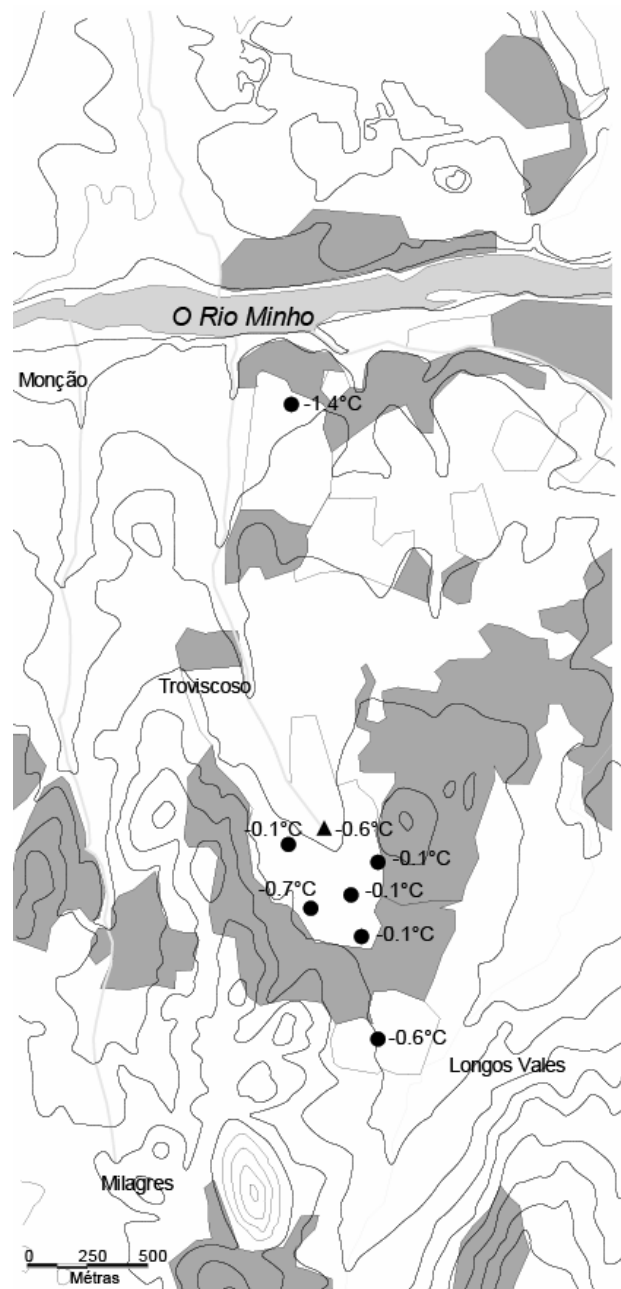 O Rio Minho
Monção
-1.4°C
Troviscoso
-0.1°C
-0.6°C
-0.1°C
-0.7°C
-0.1°C
-0.1°C
-0.6°C
Longos Vales
Milagres
0 250 500
Métras